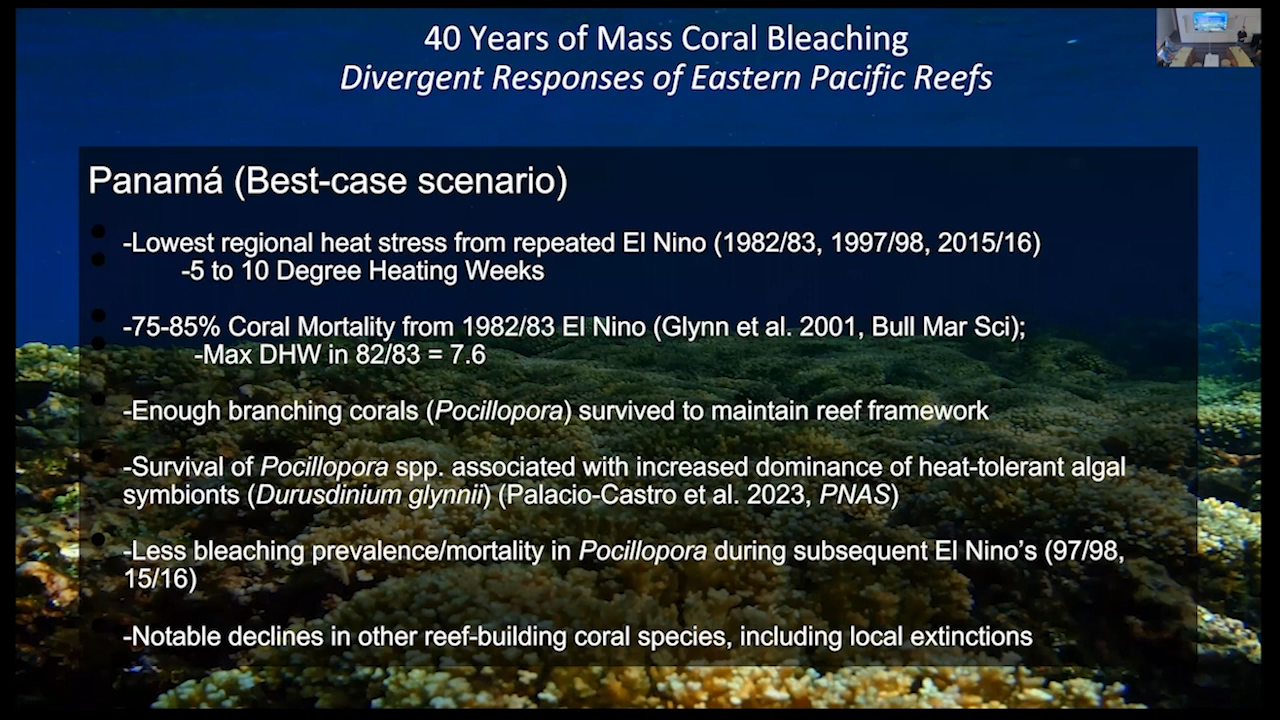 40 Years of Mass Coral Bleaching
Divergent Responses of Eastern Pacific Reefs
Panamá (Best-case scenario)
-Lowest regional heat stress from repeated El Nino (1982/83, 1997/98, 2015/16)
-5 to 10 Degree Heating Weeks
-75-85% Coral Mortality from 1982/83 El Nino (Glynn et al. 2001, Bull Mar Sci);
-Max DHW in 82/83 = 7.6
-Enough branching corals (Pocillopora) survived to maintain reef framework
-Survival of Pocillopora spp. associated with increased dominance of heat-tolerant algal
symbionts (Durusdinium glynnii) (Palacio-Castro et al. 2023, PNAS)
-Less bleaching prevalence/mortality in Pocillopora during subsequent El Nino’s (97/98,
15/16)
-Notable declines in other reef-building coral species, including local extinctions